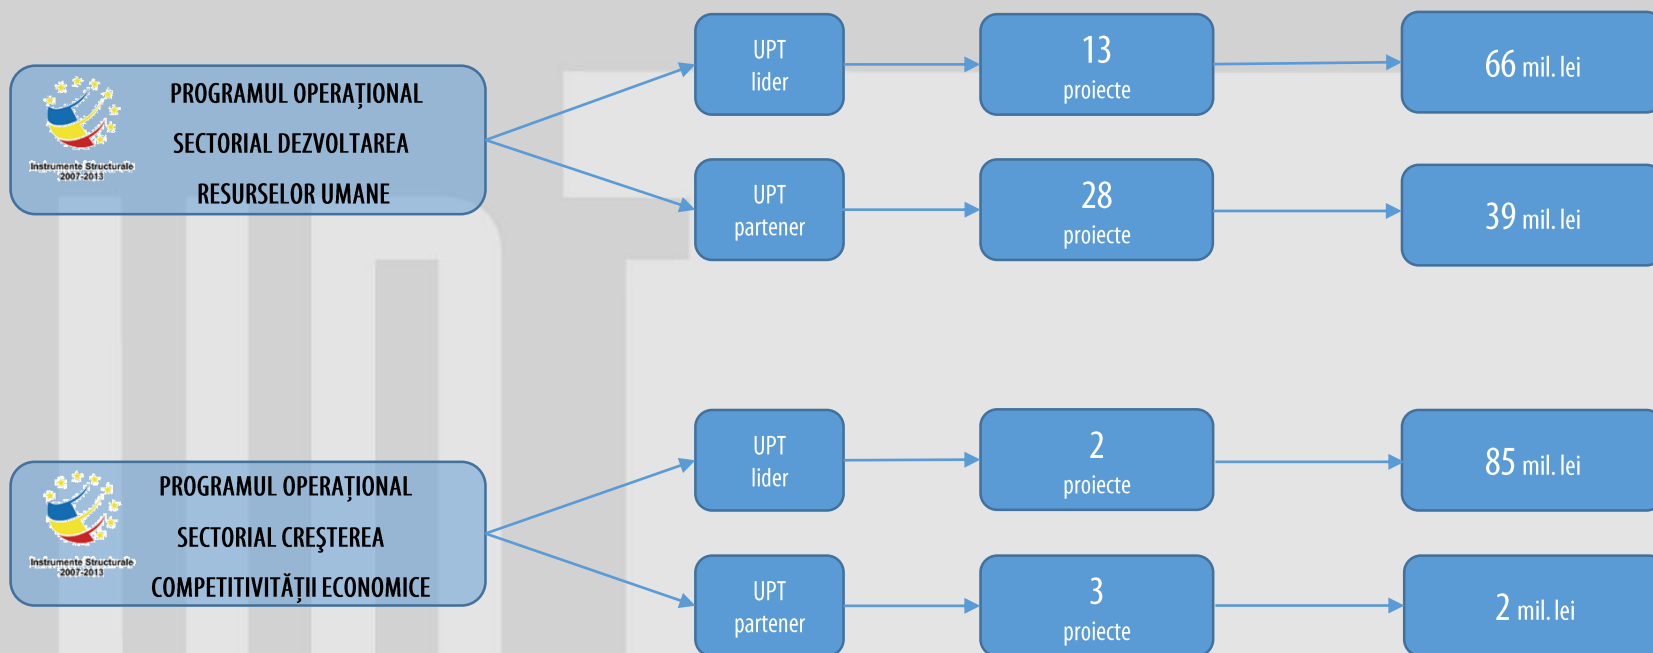 PROGRAMUL OPERAȚIONAL
SECTORIAL DEZVOLTAREA
RESURSELOR UMANE
Instrumente Structurale
2007-2013
UPT
lider
13
proiecte
66 mil. lei
UPT
partener
28
proiecte
39 mil. lei
PROGRAMUL OPERAȚIONAL
SECTORIAL CREŞTEREA
COMPETITIVITĂȚII ECONOMICE
Instrumente Structurale
2007-2013
UPT
lider
2
proiecte
85 mil. lei
UPT
partener
3
proiecte
2 mil. lei